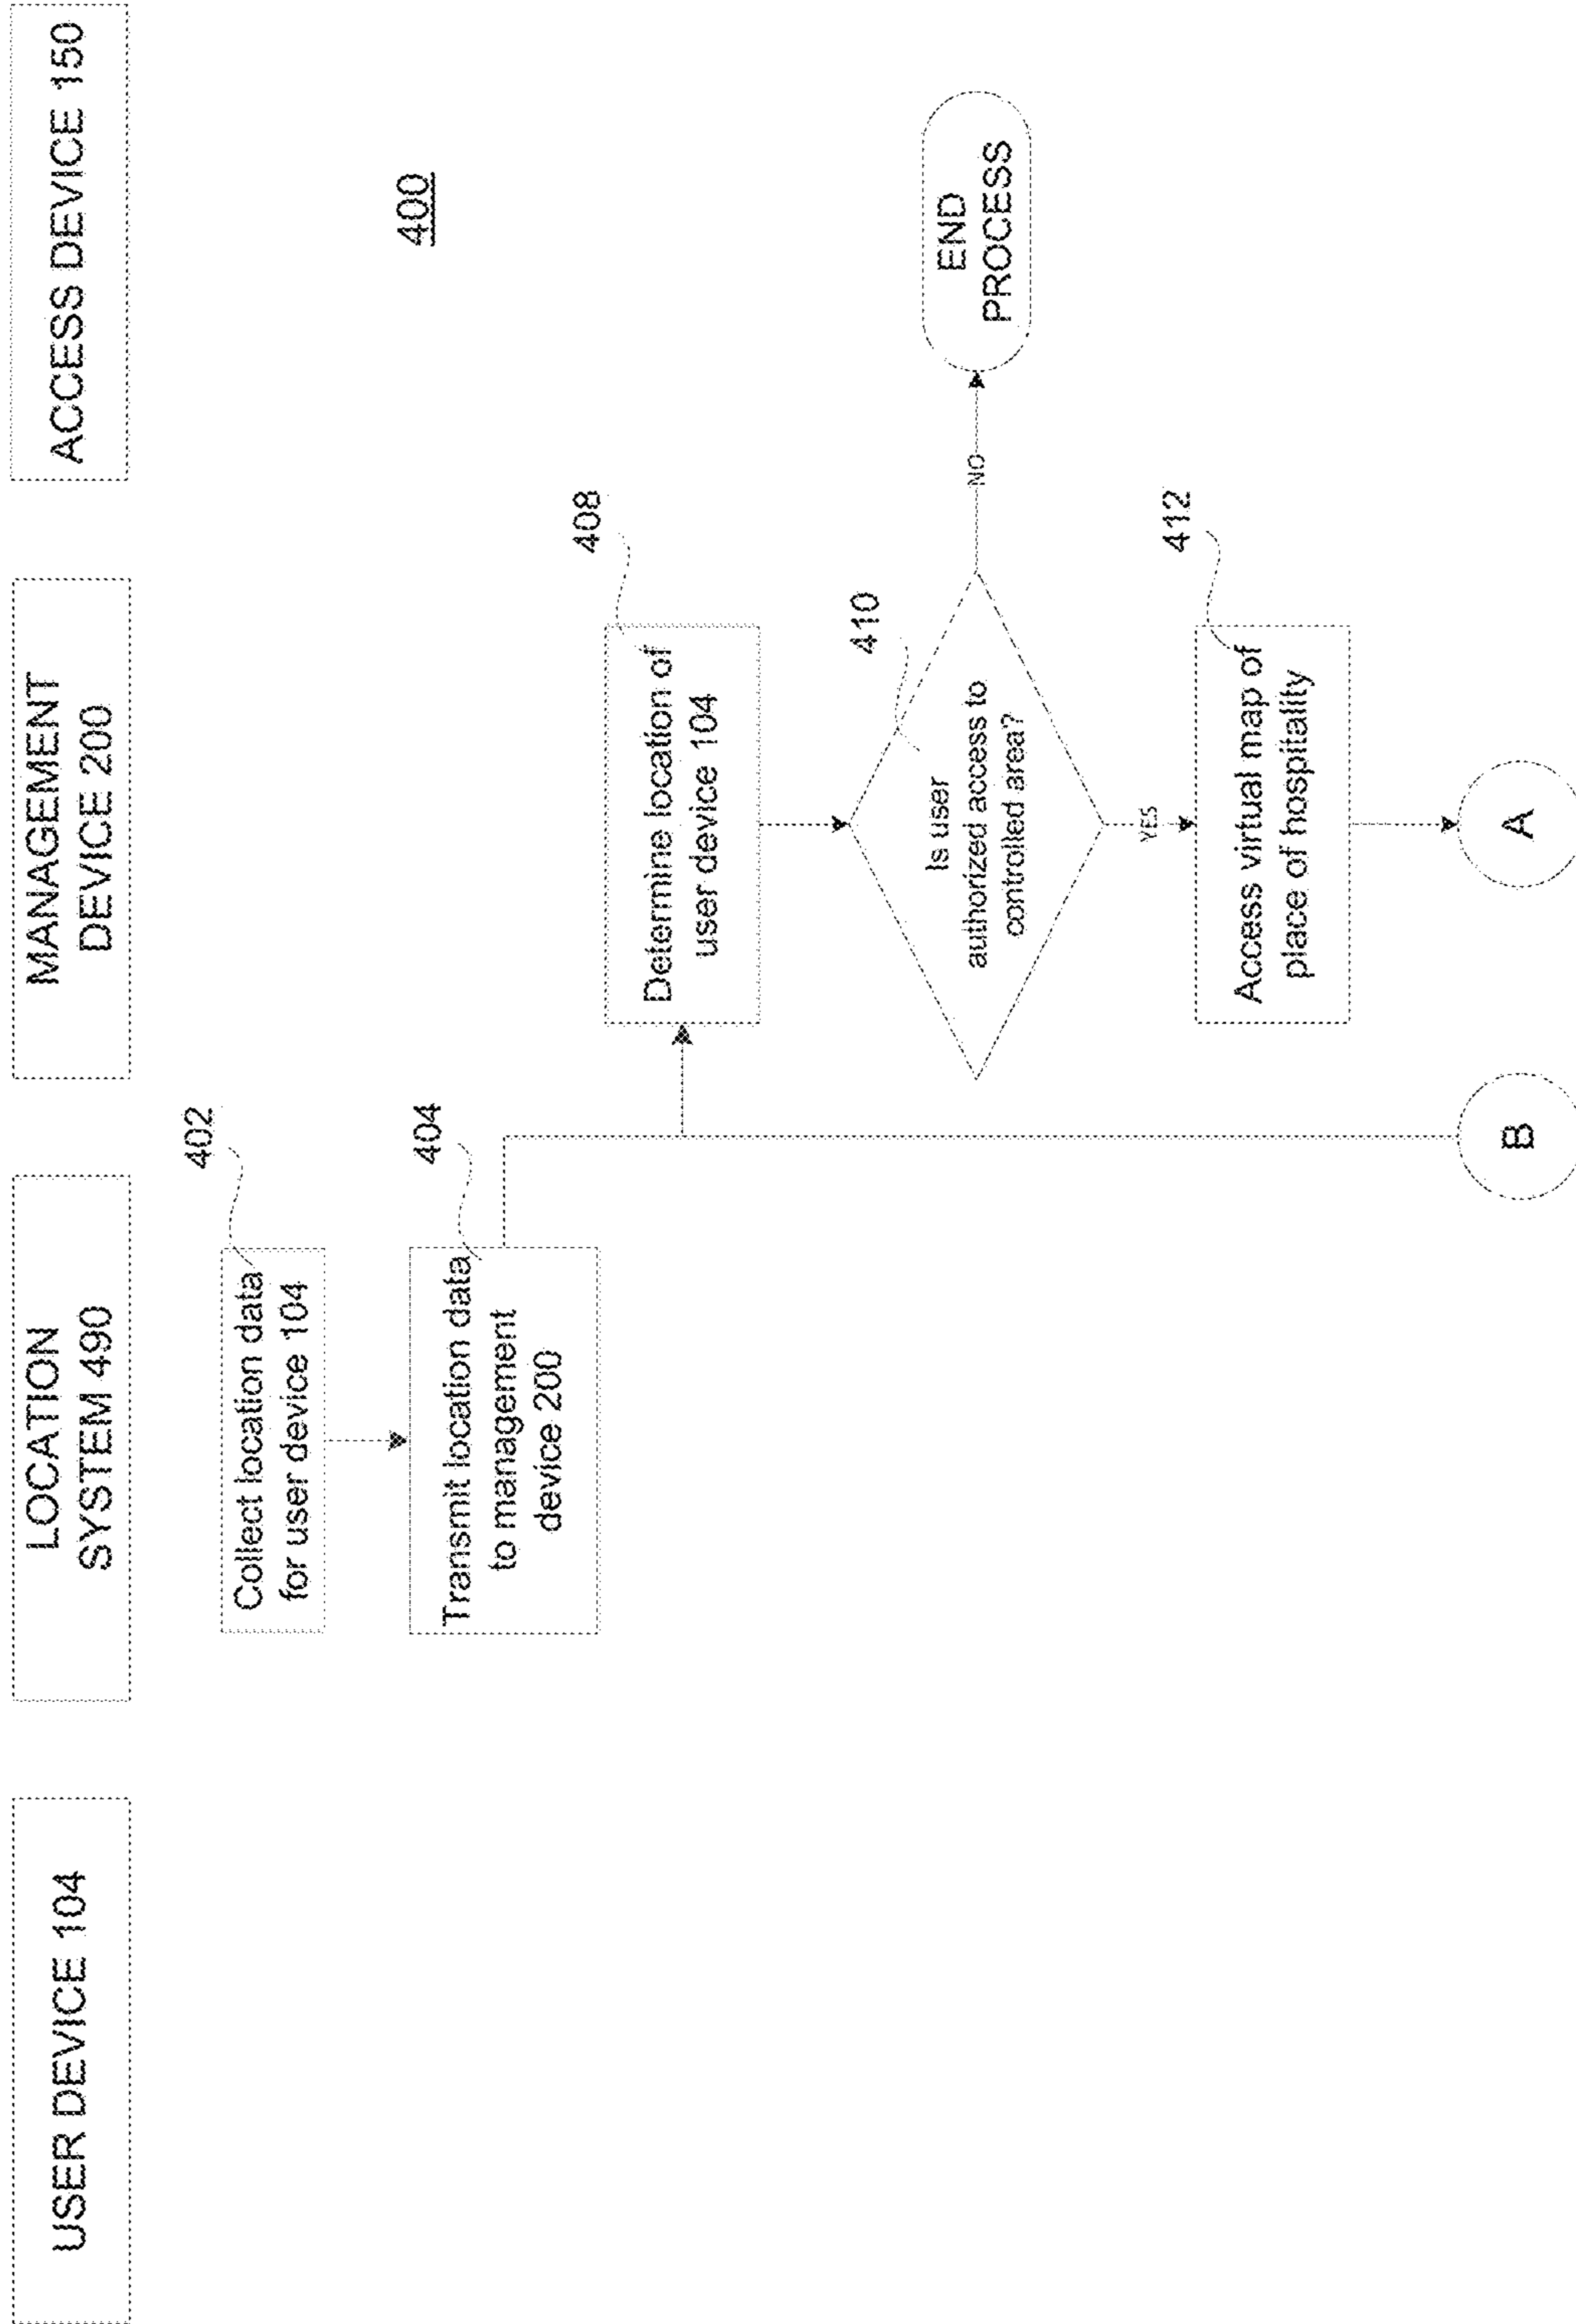 USER DEVICE 104
LOCATION
SYSTEM 490
MANAGEMENT
DEVICE 200
ACCESS DEVICE 150
400
402
Collect location data
for user device 104
404
Transmit location data
to management
device 200
408
Determine location of
user device 104
410
Is user
authorized access to
controlled area?
NO
END
PROCESS
YES
412
Access virtual map of
place of hospitality
B
A